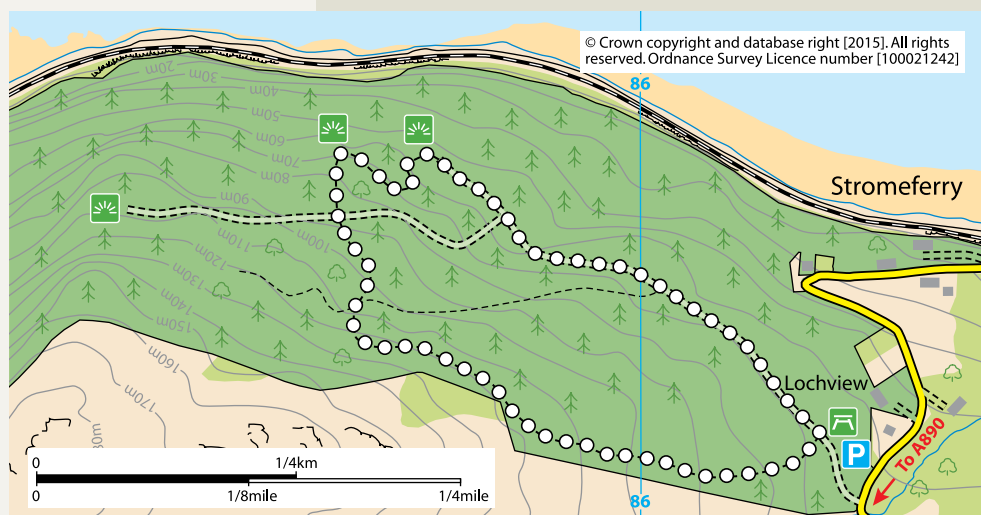 © Crown copyright and database right [2015]. All rights
reserved. Ordnance Survey Licence number [100021242]
86
20m
30m
40m
50m
60m
70m
80m
90m
100m
110m
120m
130m
140m
150m
160m
170m
Stromeferry
Lochview
P
To A890
0 1/4km
0 1/8mile 1/4mile
86